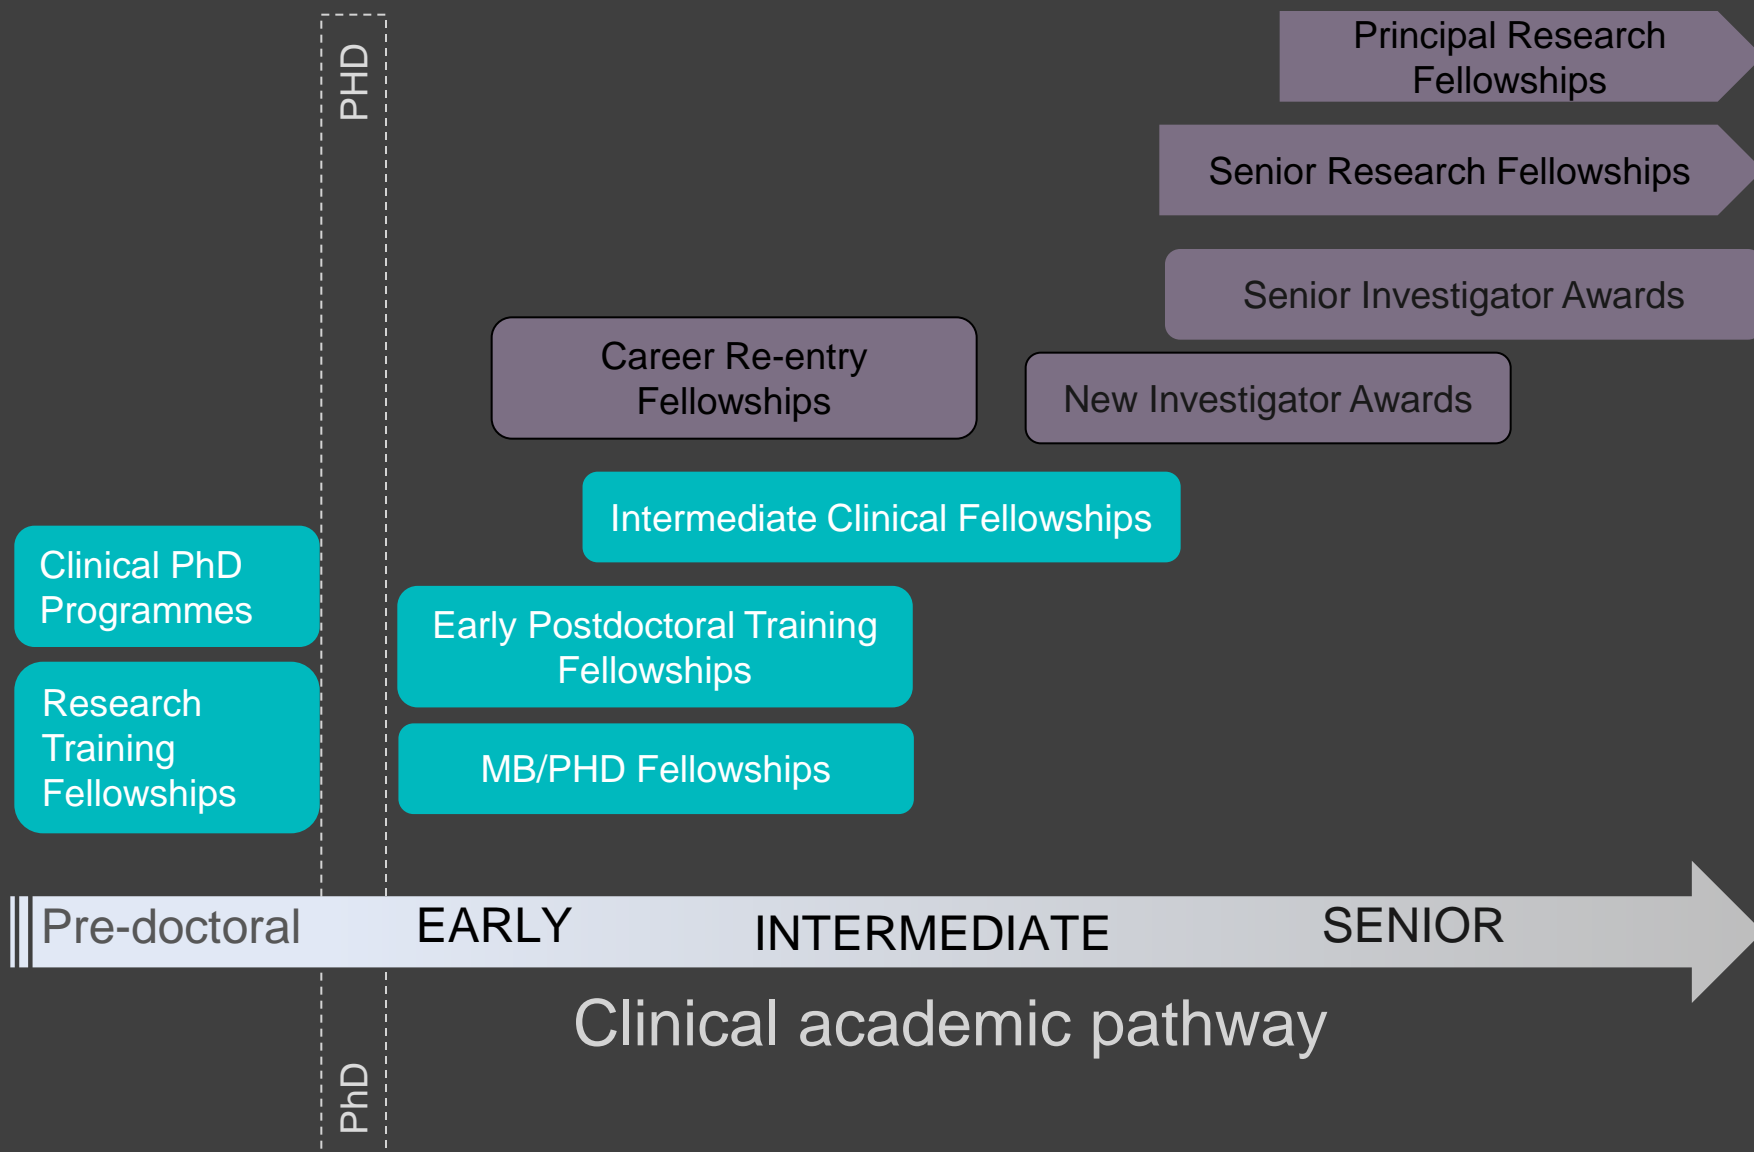 PHD
Principal Research
Fellowships
Senior Research Fellowships
Senior Investigator Awards
Career Re-entry
Fellowships
New Investigator Awards
Intermediate Clinical Fellowships
Clinical PhD
Programmes
Early Postdoctoral Training
Fellowships
Research
Training
Fellowships
MB/PHD Fellowships
Pre-doctoral
EARLY
INTERMEDIATE
SENIOR
Clinical academic pathway
PhD